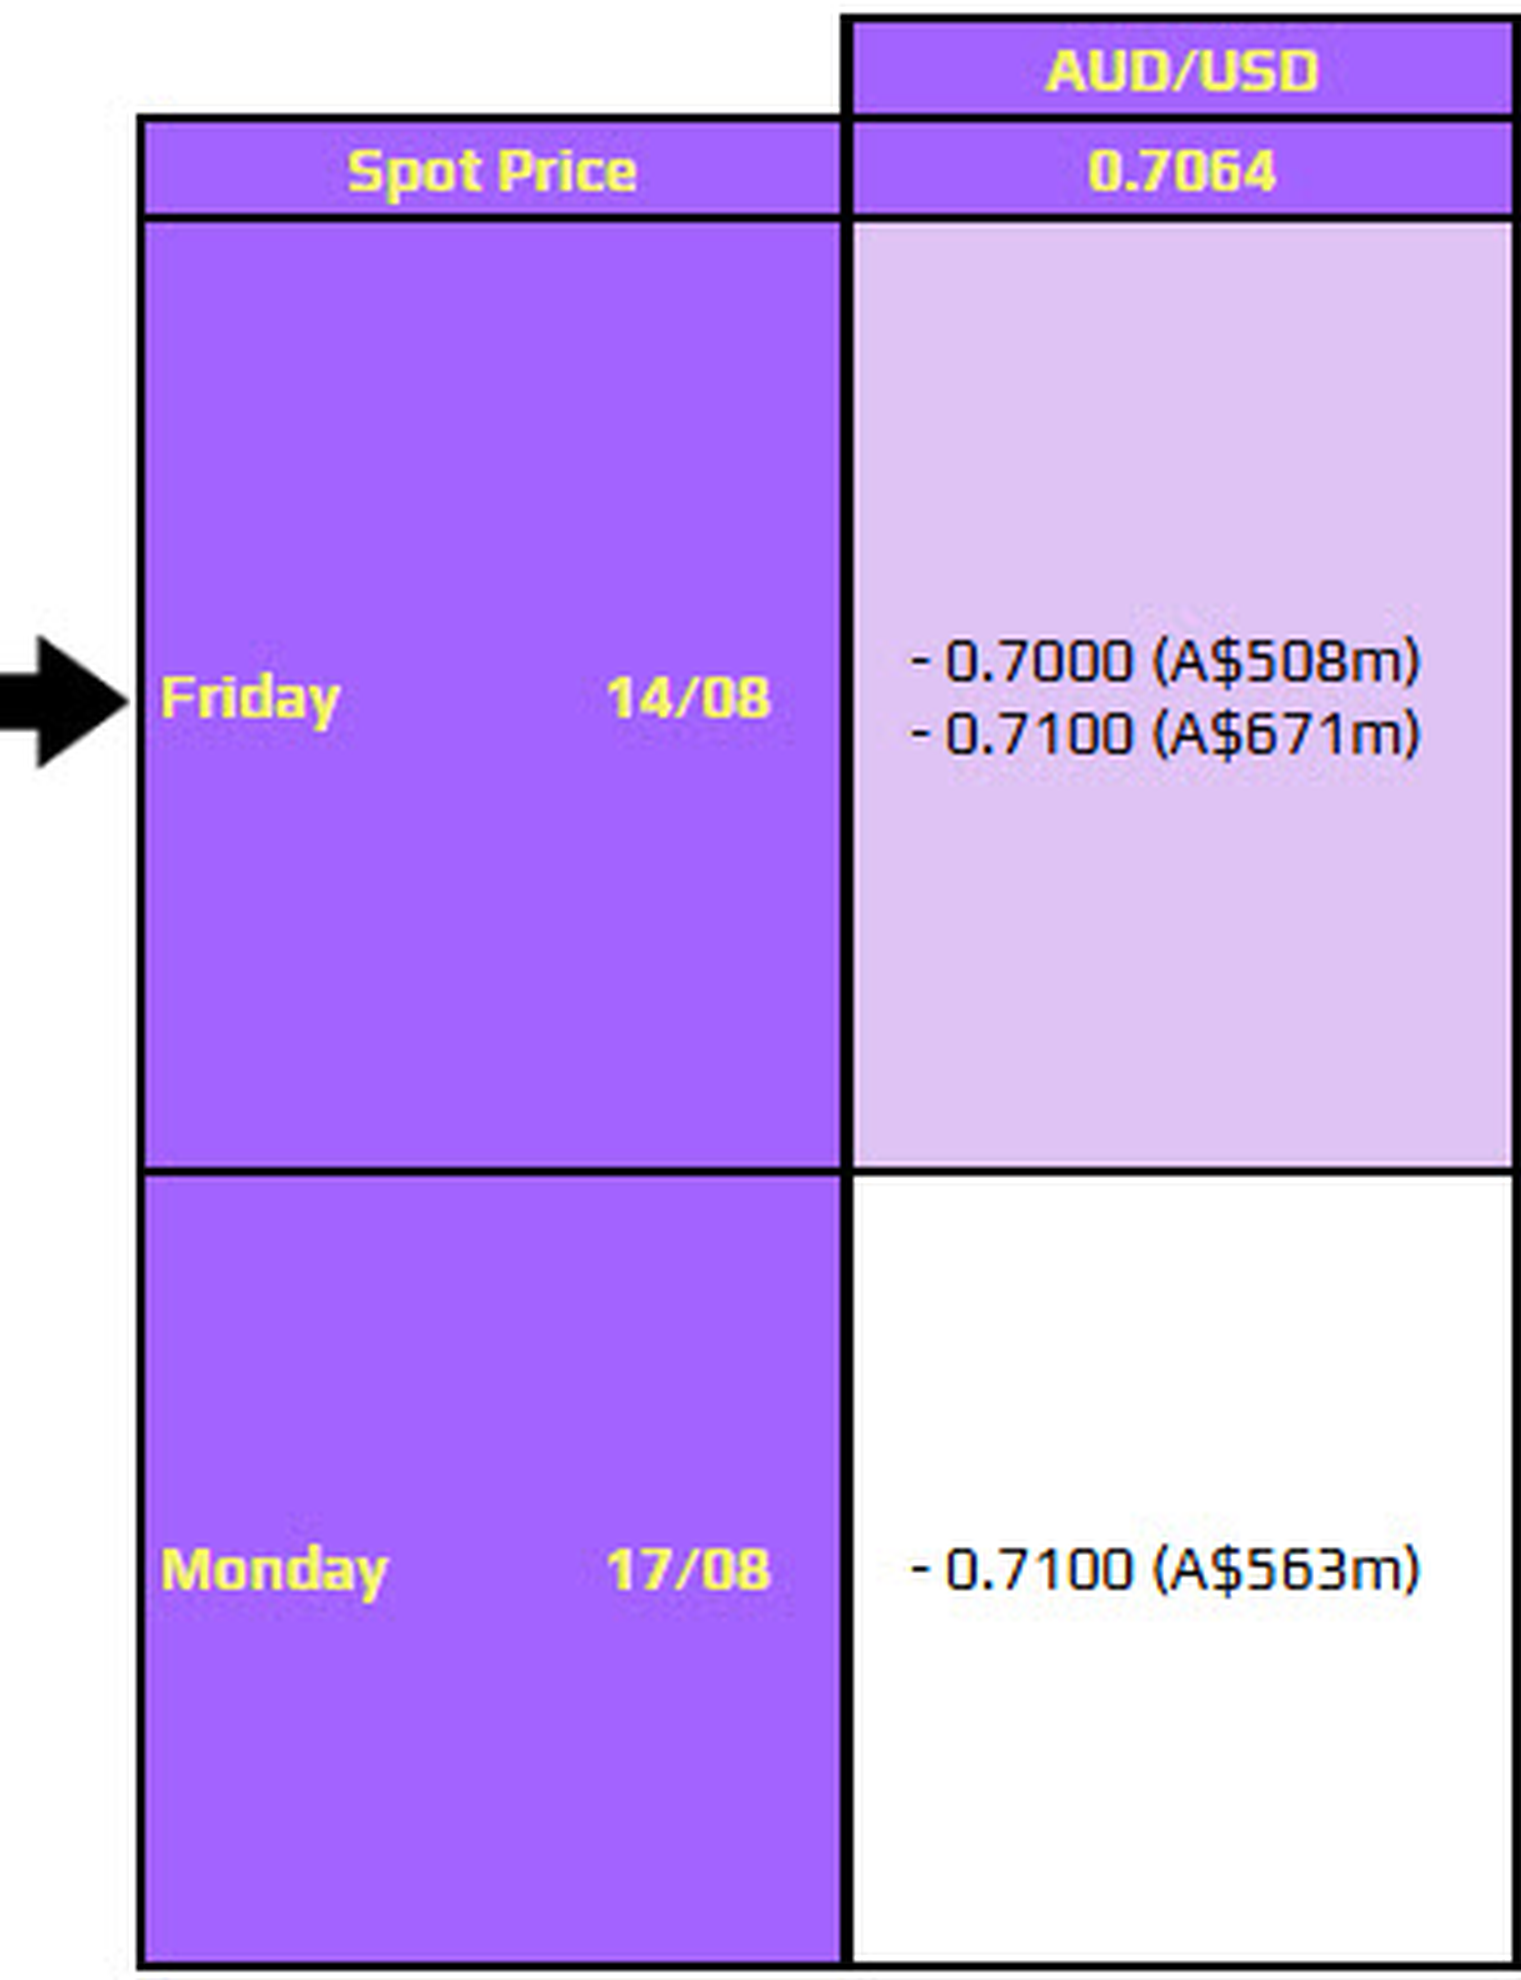 AUD/USD
Spot Price 0.7064
Friday 14/08
- 0.7000 (A$508m)
- 0.7100 (A$671m)
Monday 17/08 - 0.7100 (A$563m)